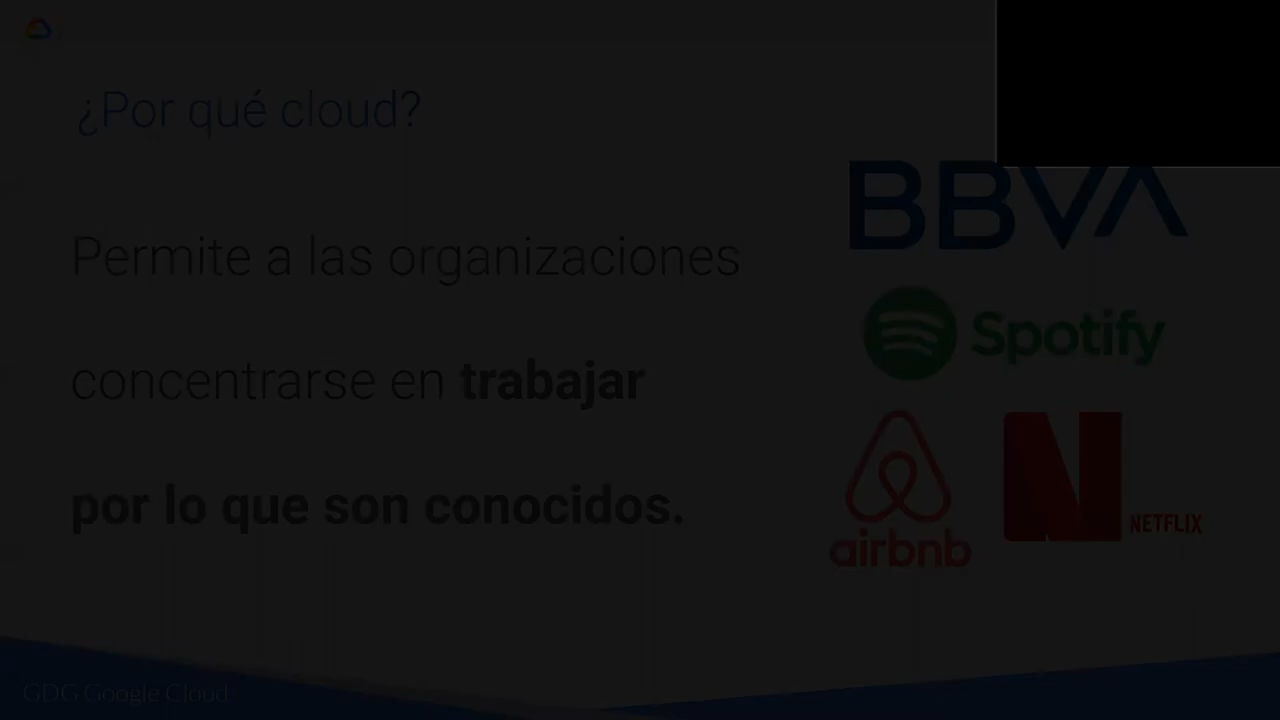 ¿Por qué cloud?
Permite a las organizaciones
concentrarse en trabajar
por lo que son conocidos.
BBVA
Spotify
airbnb
NETFLIX
GDG Google Cloud